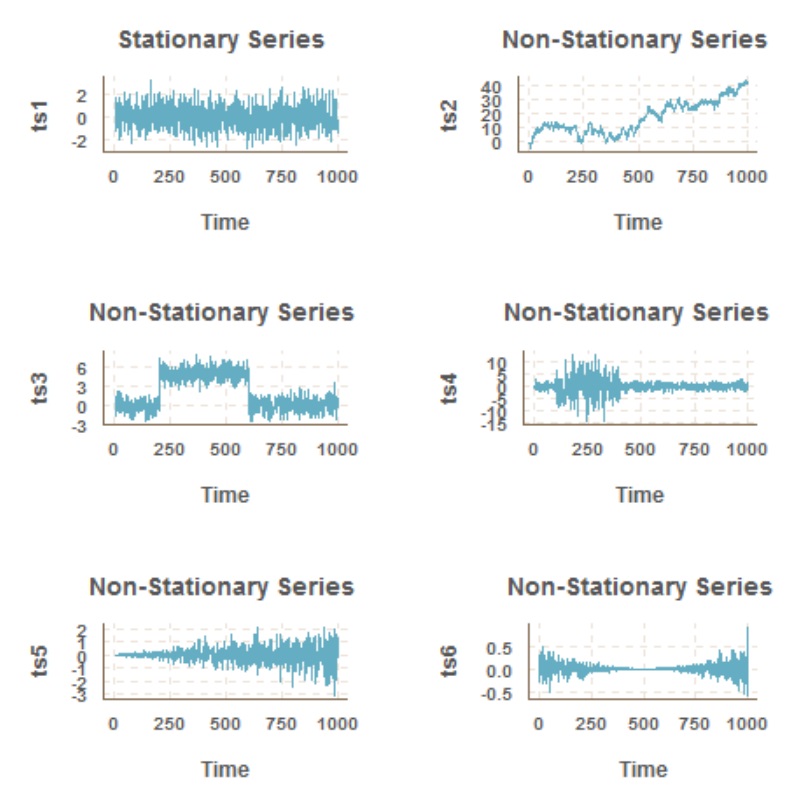 Stationary Series
ts1
2
0
-2
0 250 500 750 1000
Time
Non-Stationary Series
ts2
40
30
20
10
0
0 250 500 750 1000
Time
Non-Stationary Series
ts3
6
3
0
-3
0 250 500 750 1000
Time
Non-Stationary Series
ts4
10
5
0
-5
-10
-15
0 250 500 750 1000
Time
Non-Stationary Series
ts5
2
1
0
-1
-2
-3
0 250 500 750 1000
Time
Non-Stationary Series
ts6
0.5
0.0
-0.5
0 250 500 750 1000
Time